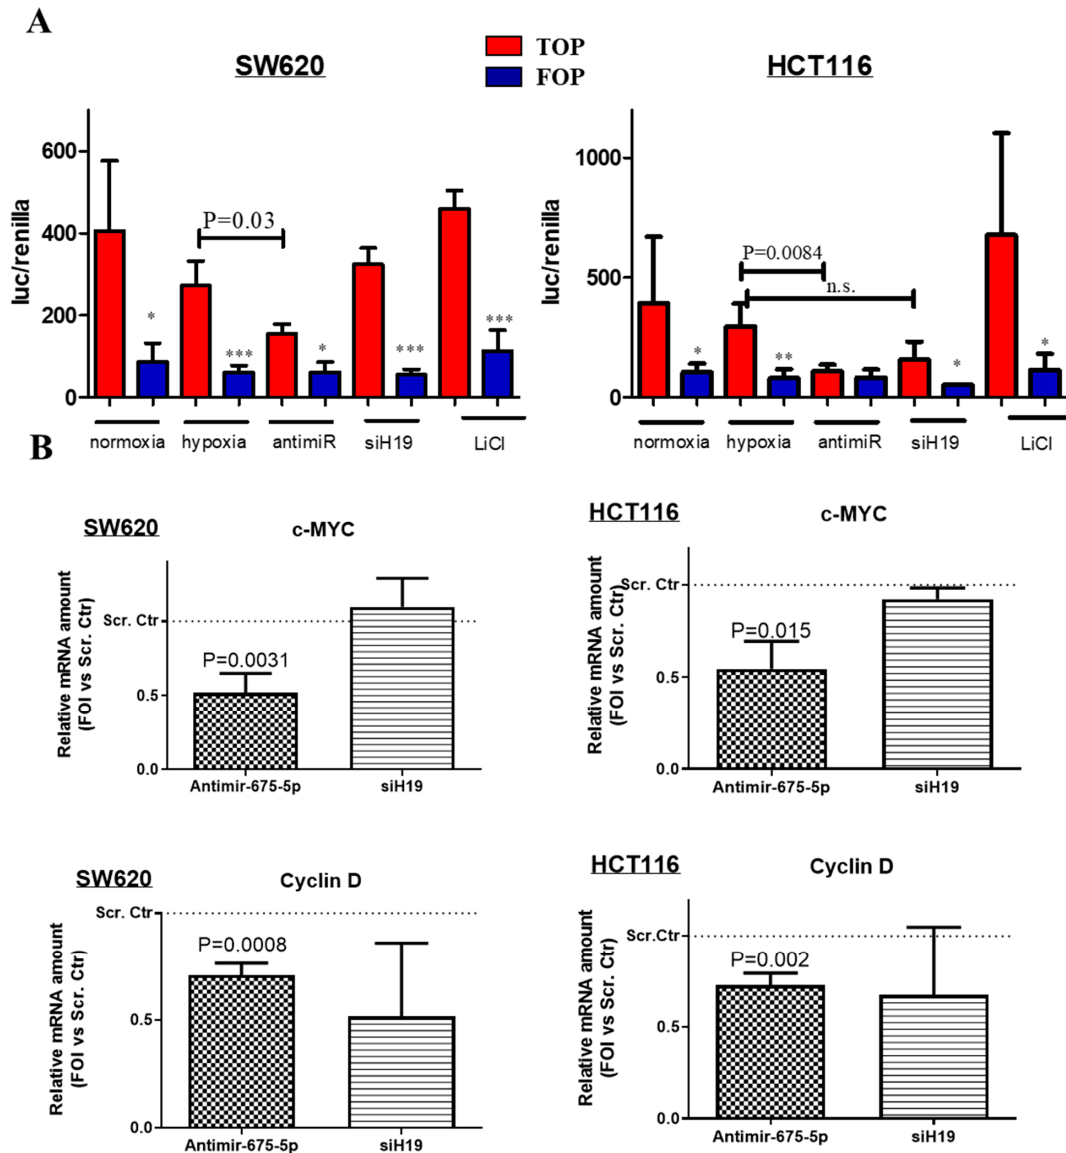 A
TOP
FOP
SW620
HCT116
luc/renilla
600
400
200
0
P=0.03
*
***
*
***
***
normoxia
hypoxia
antimiR
siH19
LiCl
luc/renilla
1000
500
0
P=0.0084
n.s.
*
**
*
*
normoxia
hypoxia
antimiR
siH19
LiCl
B
SW620
c-MYC
Relative mRNA amount
(FOI vs Scr. Ctr)
Scr. Ctr
0.5
0.0
P=0.0031
Antimir-675-5p
siH19
HCT116
c-MYC
Relative mRNA amount
(FOI vs Scr. Ctr)
Scr. Ctr
0.5
0.0
P=0.015
Antimir-675-5p
siH19
SW620
Cyclin D
Relative mRNA amount
(FOI vs Scr. Ctr)
Scr. Ctr
0.5
0.0
P=0.0008
Antimir-675-5p
siH19
HCT116
Cyclin D
Relative mRNA amount
(FOI vs Scr. Ctr)
Scr.Ctr
0.5
0.0
P=0.002
Antimir-675-5p
siH19